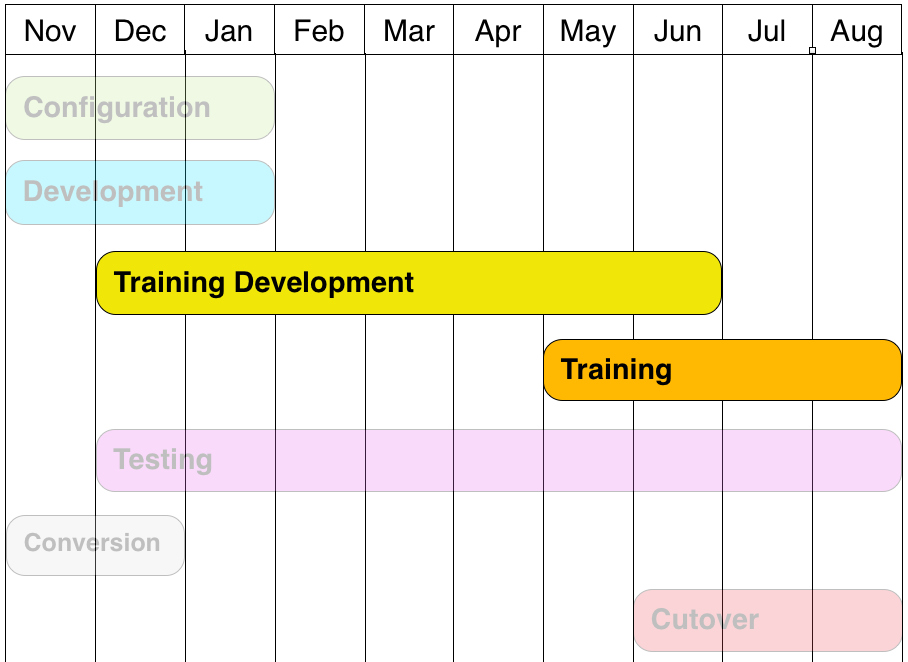 Nov Dec Jan Feb Mar Apr May Jun Jul Aug
Configuration
Development
Training Development
Training
Testing
Conversion
Cutover